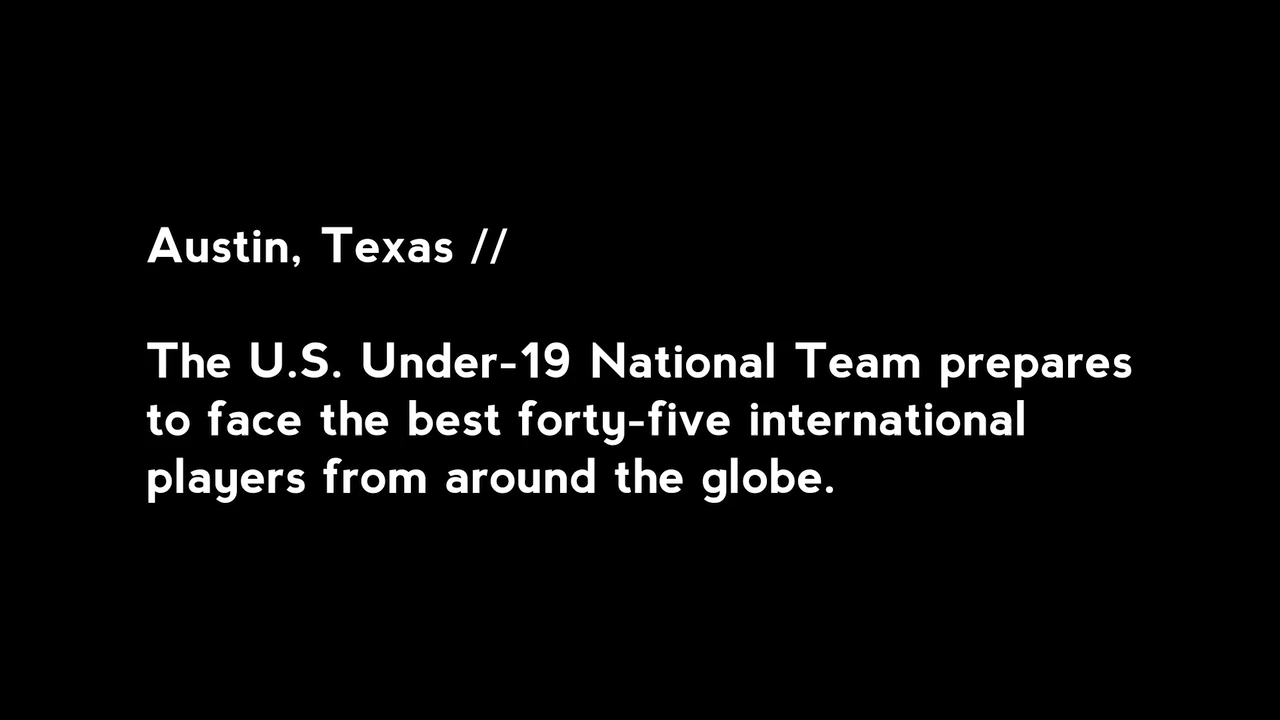 Austin, Texas //
The U.S. Under-19 National Team prepares
to face the best forty-five international
players from around the globe.